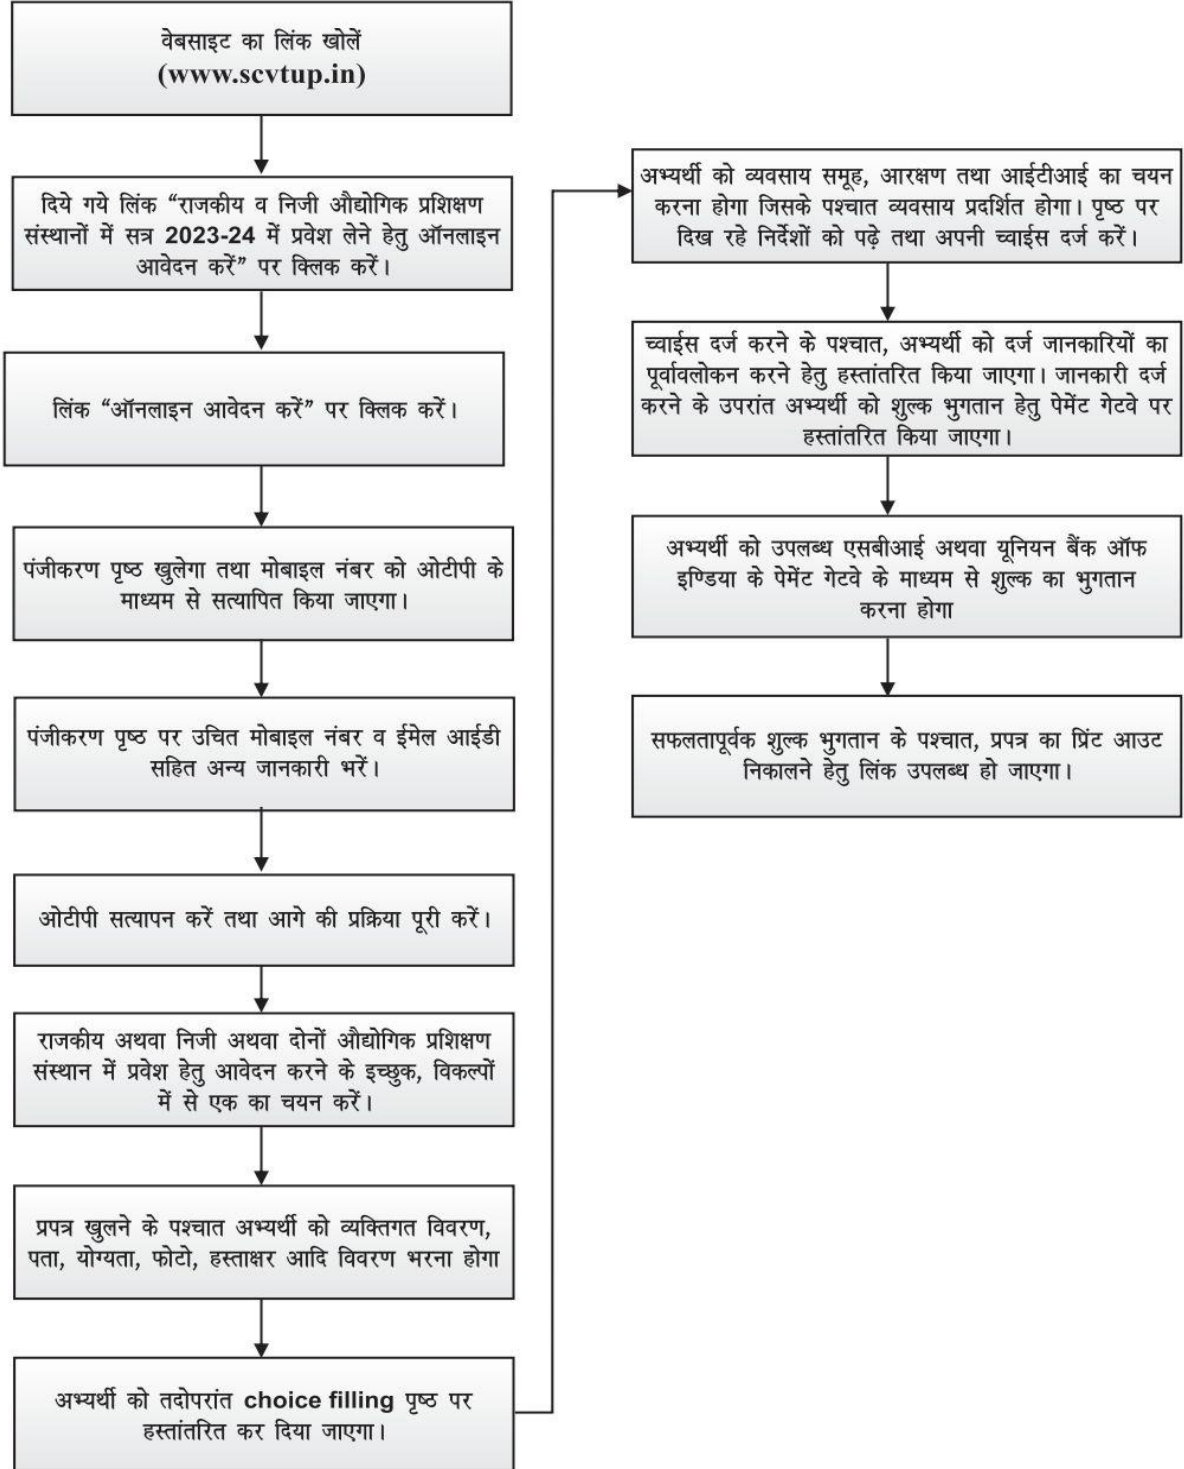 वेबसाइट का लिंक खोलें
(www.scvtup.in)
दिये गये लिंक “राजकीय व निजी औद्योगिक प्रशिक्षण
संस्थानों में सत्र 2023-24 में प्रवेश लेने हेतु ऑनलाइन
आवेदन करें” पर क्लिक करें।
लिंक “ऑनलाइन आवेदन करें” पर क्लिक करें।
पंजीकरण पृष्ठ खुलेगा तथा मोबाइल नंबर को ओटीपी के
माध्यम से सत्यापित किया जाएगा।
पंजीकरण पृष्ठ पर उचित मोबाइल नंबर व ईमेल आईडी
सहित अन्य जानकारी भरें।
ओटीपी सत्यापन करें तथा आगे की प्रक्रिया पूरी करें।
राजकीय अथवा निजी अथवा दोनों औद्योगिक प्रशिक्षण
संस्थान में प्रवेश हेतु आवेदन करने के इच्छुक, विकल्पों
में से एक का चयन करें।
प्रपत्र खुलने के पश्चात अभ्यर्थी को व्यक्तिगत विवरण,
पता, योग्यता, फोटो, हस्ताक्षर आदि विवरण भरना होगा
अभ्यर्थी को तदोपरांत choice filling पृष्ठ पर
हस्तांतरित कर दिया जाएगा।
अभ्यर्थी को व्यवसाय समूह, आरक्षण तथा आईटीआई का चयन
करना होगा जिसके पश्चात व्यवसाय प्रदर्शित होगा। पृष्ठ पर
दिख रहे निर्देशों को पढ़े तथा अपनी च्वाईस दर्ज करें।
च्वाईस दर्ज करने के पश्चात, अभ्यर्थी को दर्ज जानकारियों का
पूर्वावलोकन करने हेतु हस्तांतरित किया जाएगा। जानकारी दर्ज
करने के उपरांत अभ्यर्थी को शुल्क भुगतान हेतु पेमेंट गेटवे पर
हस्तांतरित किया जाएगा।
अभ्यर्थी को उपलब्ध एसबीआई अथवा यूनियन बैंक ऑफ
इण्डिया के पेमेंट गेटवे के माध्यम से शुल्क का भुगतान
करना होगा
सफलतापूर्वक शुल्क भुगतान के पश्चात, प्रपत्र का प्रिंट आउट
निकालने हेतु लिंक उपलब्ध हो जाएगा।